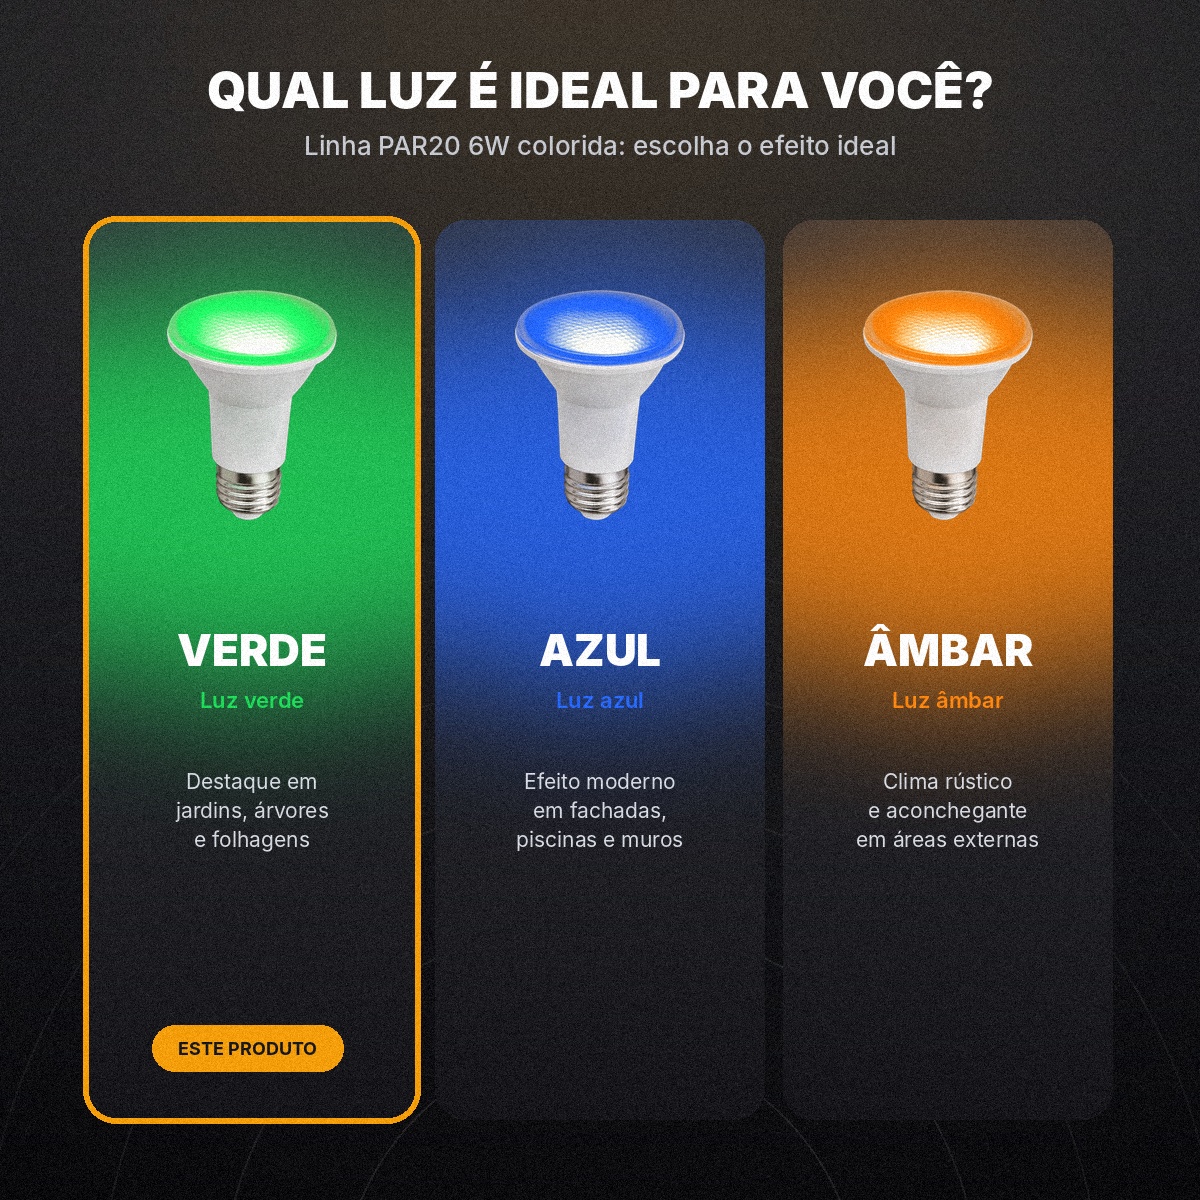 QUAL LUZ É IDEAL PARA VOCÊ?
Linha PAR20 6W colorida: escolha o efeito ideal
VERDE
Luz verde
Destaque em
jardins, árvores
e folhagens
ESTE PRODUTO
AZUL
Luz azul
Efeito moderno
em fachadas,
piscinas e muros
ÂMBAR
Luz âmbar
Clima rústico
e aconchegante
em áreas externas